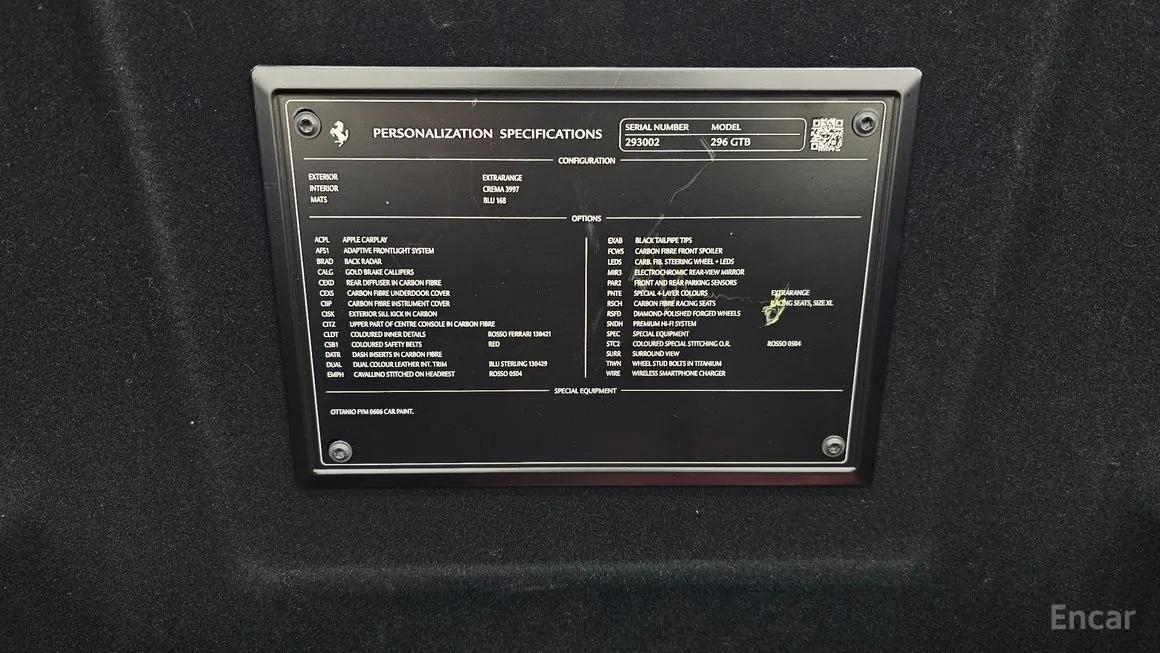 PERSONALIZATION SPECIFICATIONS
SERIAL NUMBER MODEL
293002 296 GTB
CONFIGURATION
EXTERIOR EXTRARANGE
INTERIOR CREMA 3997
MATS BLU 168
OPTIONS
ACPL APPLE CARPLAY
AFS1 ADAPTIVE FRONTLIGHT SYSTEM
BRAD BACK RADAR
CALG GOLD BRAKE CALLIPERS
CEXD REAR DIFFUSER IN CARBON FIBRE
CEXS CARBON FIBRE UNDERDOOR COVER
CIIP CARBON FIBRE INSTRUMENT COVER
CISK EXTERIOR SILL KICK IN CARBON
CITZ UPPER PART OF CENTRE CONSOLE IN CARBON FIBRE
CLDT COLOURED INNER DETAILS ROSSO FERRARI 130421
CSB1 COLOURED SAFETY BELTS RED
DATR DASH INSERTS IN CARBON FIBRE
DUAL DUAL COLOUR LEATHER INT. TRIM BLU STERLING 130429
EMPH CAVALLINO STITCHED ON HEADREST ROSSO 0504
EXAB BLACK TAILPIPE TIPS
FCWS CARBON FIBRE FRONT SPOILER
LEDS CARB. FIB. STEERING WHEEL + LEDS
MIR3 ELECTROCHROMIC REAR-VIEW MIRROR
PAR2 FRONT AND REAR PARKING SENSORS
PNTE SPECIAL 4-LAYER COLOURS EXTRARANGE
RSCH CARBON FIBRE RACING SEATS RACING SEATS, SIZE XL
RSFD DIAMOND-POLISHED FORGED WHEELS
SNDH PREMIUM HI-FI SYSTEM
SPEC SPECIAL EQUIPMENT
STC2 COLOURED SPECIAL STITCHING O.R. ROSSO 0504
SURR SURROUND VIEW
TIWN WHEEL STUD BOLTS IN TITANIUM
WIRE WIRELESS SMARTPHONE CHARGER
SPECIAL EQUIPMENT
OTTANIO FYM 0606 CAR PAINT.
Encar